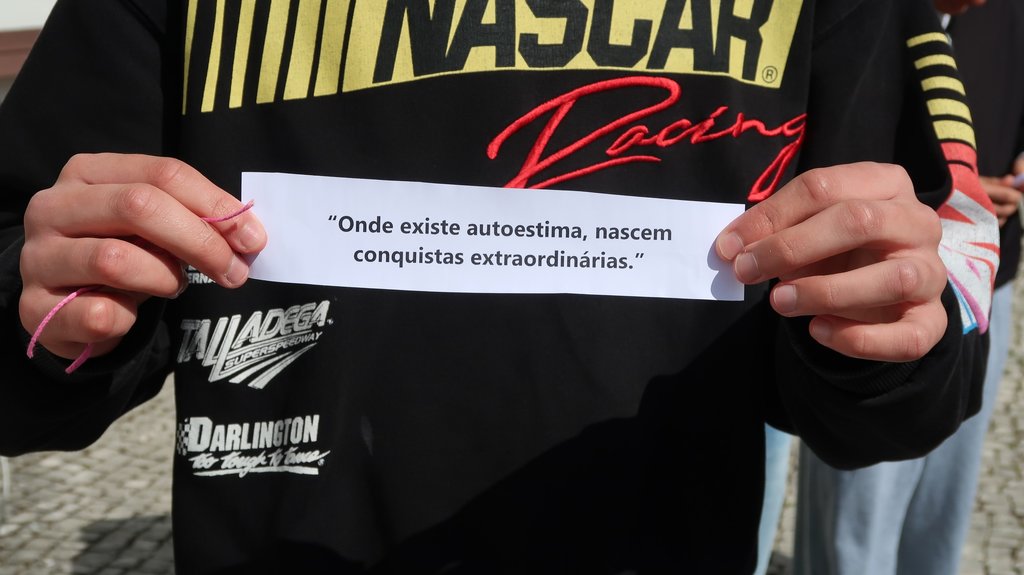 NASCAR®
Racing
“Onde existe autoestima, nascem
conquistas extraordinárias.”
TALLADEGA®
SUPERSPEEDWAY
DARLINGTON
TOO TOUGH TO TAME